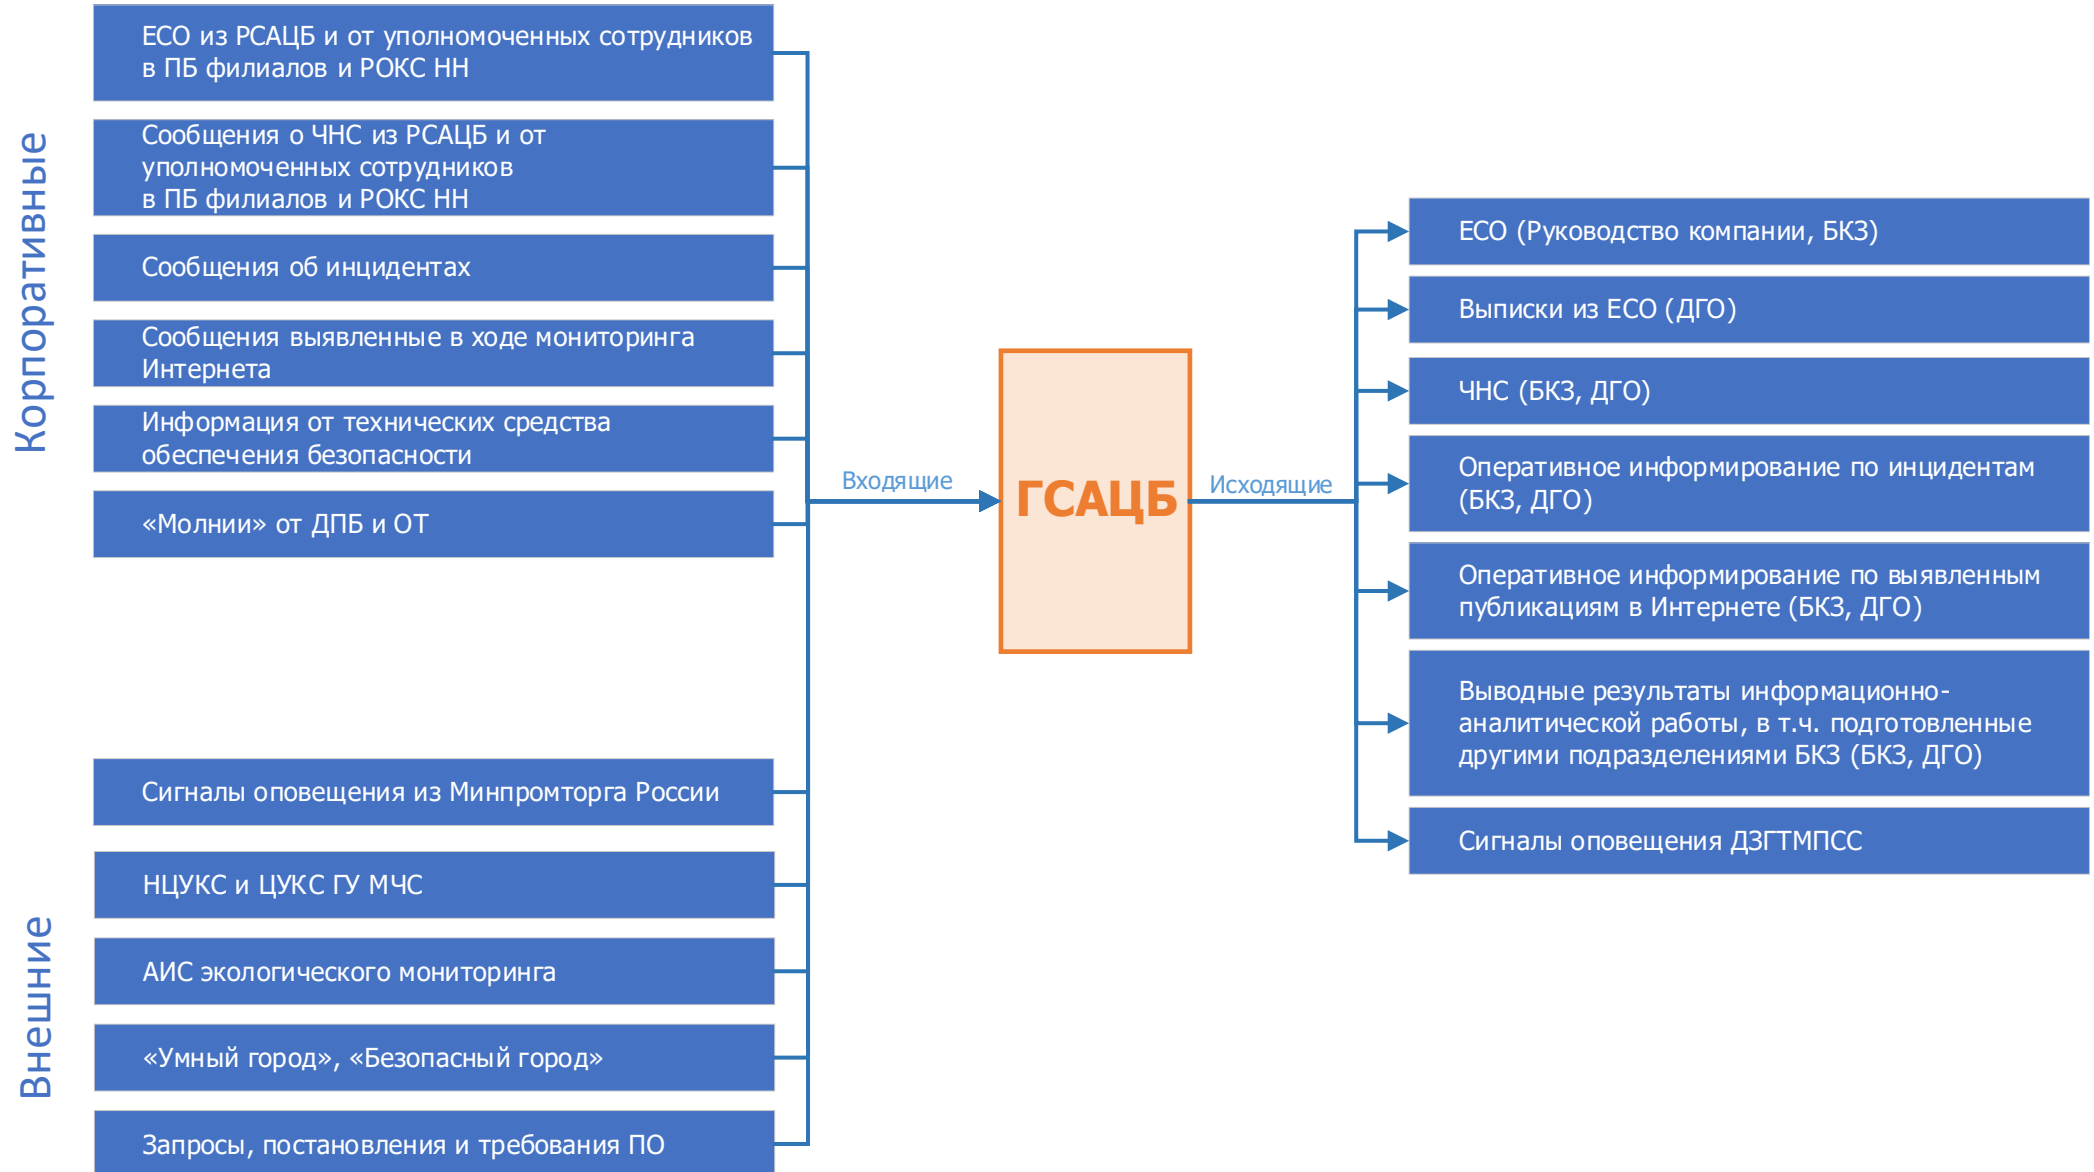 Корпоративные
ЕСО из РСАЦБ и от уполномоченных сотрудников
в ПБ филиалов и РОКС НН
Сообщения о ЧНС из РСАЦБ и от
уполномоченных сотрудников
в ПБ филиалов и РОКС НН
Сообщения об инцидентах
Сообщения выявленные в ходе мониторинга
Интернета
Информация от технических средства
обеспечения безопасности
«Молнии» от ДПБ и ОТ
Внешние
Сигналы оповещения из Минпромторга России
НЦУКС и ЦУКС ГУ МЧС
АИС экологического мониторинга
«Умный город», «Безопасный город»
Запросы, постановления и требования ПО
Входящие
ГСАЦБ
Исходящие
ЕСО (Руководство компании, БКЗ)
Выписки из ЕСО (ДГО)
ЧНС (БКЗ, ДГО)
Оперативное информирование по инцидентам
(БКЗ, ДГО)
Оперативное информирование по выявленным
публикациям в Интернете (БКЗ, ДГО)
Выводные результаты информационно-
аналитической работы, в т.ч. подготовленные
другими подразделениями БКЗ (БКЗ, ДГО)
Сигналы оповещения ДЗГТМПСС